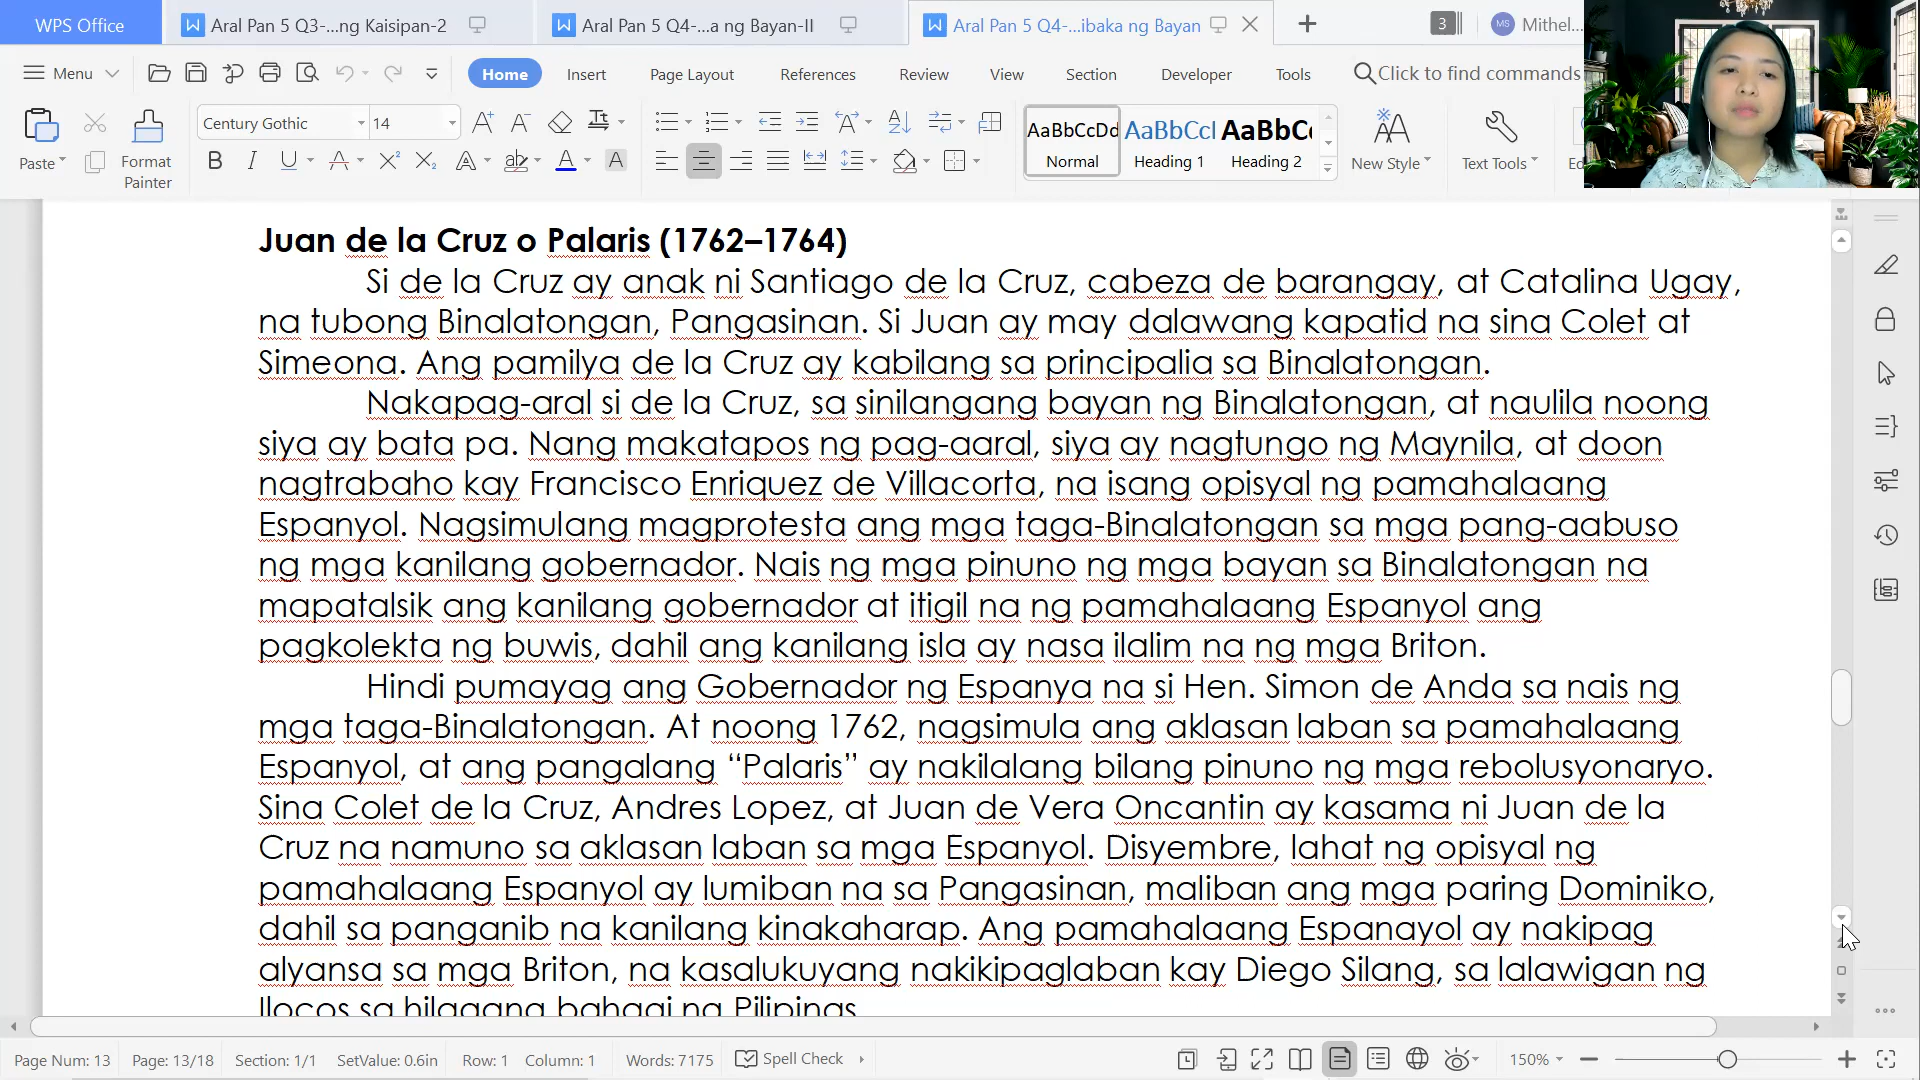 WPS Office
Aral Pan 5 Q3-...ng Kaisipan-2
Aral Pan 5 Q4-...a ng Bayan-II
Aral Pan 5 Q4-...ibaka ng Bayan
3
MS
Mithel...
Menu
Home
Insert
Page Layout
References
Review
View
Section
Developer
Tools
Click to find commands
Paste
Format
Painter
Century Gothic
14
AaBbCcDd
Normal
AaBbCcl
Heading 1
AaBbCc
Heading 2
New Style
Text Tools
Juan de la Cruz o Palaris (1762–1764)
Si de la Cruz ay anak ni Santiago de la Cruz, cabeza de barangay, at Catalina Ugay,
na tubong Binalatongan, Pangasinan. Si Juan ay may dalawang kapatid na sina Colet at
Simeona. Ang pamilya de la Cruz ay kabilang sa principalia sa Binalatongan.
Nakapag-aral si de la Cruz, sa sinilangang bayan ng Binalatongan, at naulila noong
siya ay bata pa. Nang makatapos ng pag-aaral, siya ay nagtungo ng Maynila, at doon
nagtrabaho kay Francisco Enriquez de Villacorta, na isang opisyal ng pamahalaang
Espanyol. Nagsimulang magprotesta ang mga taga-Binalatongan sa mga pang-aabuso
ng mga kanilang gobernador. Nais ng mga pinuno ng mga bayan sa Binalatongan na
mapatalsik ang kanilang gobernador at itigil na ng pamahalaang Espanyol ang
pagkolekta ng buwis, dahil ang kanilang isla ay nasa ilalim na ng mga Briton.
Hindi pumayag ang Gobernador ng Espanya na si Hen. Simon de Anda sa nais ng
mga taga-Binalatongan. At noong 1762, nagsimula ang aklasan laban sa pamahalaang
Espanyol, at ang pangalang “Palaris” ay nakilalang bilang pinuno ng mga rebolusyonaryo.
Sina Colet de la Cruz, Andres Lopez, at Juan de Vera Oncantin ay kasama ni Juan de la
Cruz na namuno sa aklasan laban sa mga Espanyol. Disyembre, lahat ng opisyal ng
pamahalaang Espanyol ay lumiban na sa Pangasinan, maliban ang mga paring Dominiko,
dahil sa panganib na kanilang kinakaharap. Ang pamahalaang Espanayol ay nakipag
alyansa sa mga Briton, na kasalukuyang nakikipaglaban kay Diego Silang, sa lalawigan ng
Ilocos sa hilagang bahagi ng Pilipinas
Page Num: 13
Page: 13/18
Section: 1/1
SetValue: 0.6in
Row: 1
Column: 1
Words: 7175
Spell Check
150%